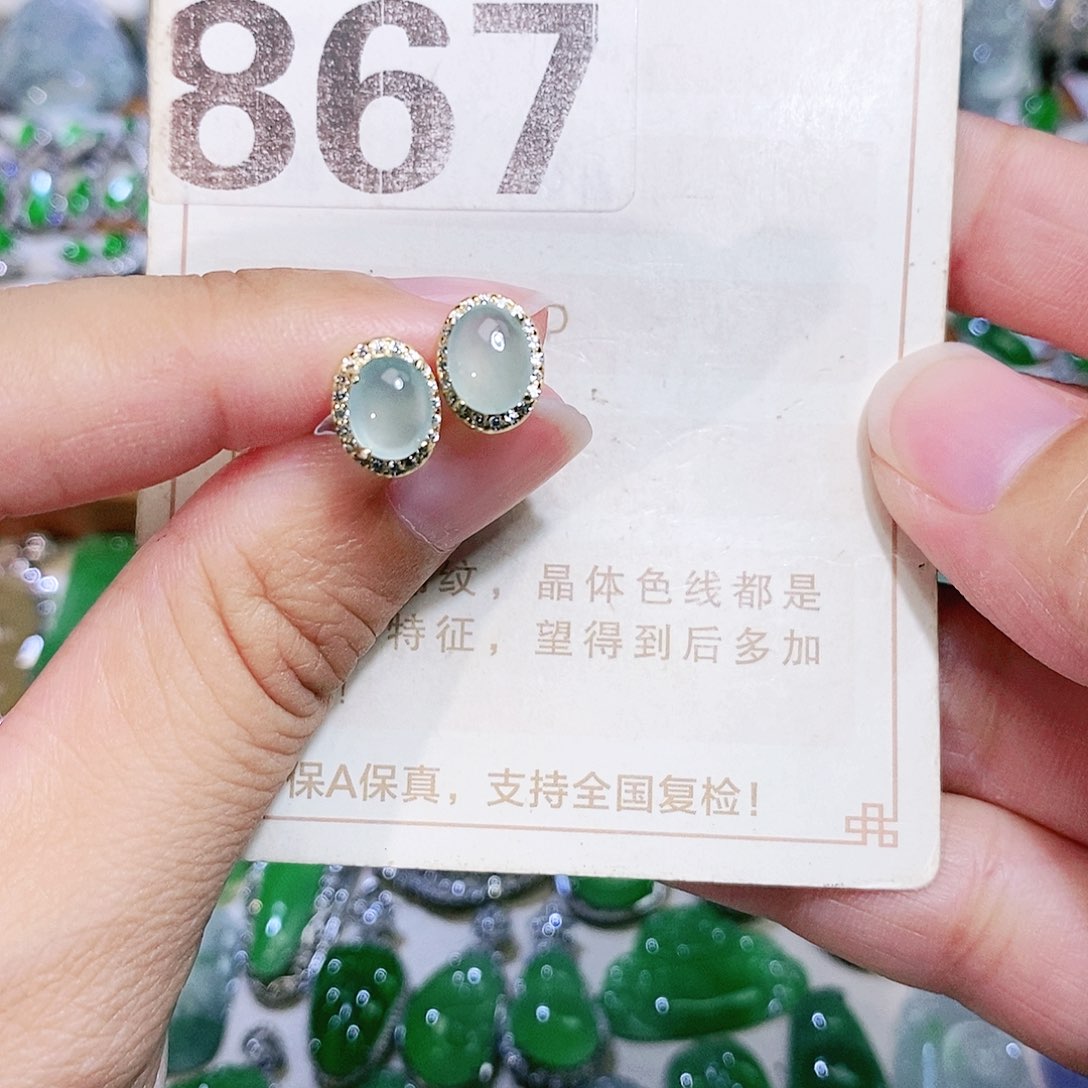 867
纹，晶体色线都是
特征，望得到后多加
！
保A保真，支持全国复检！